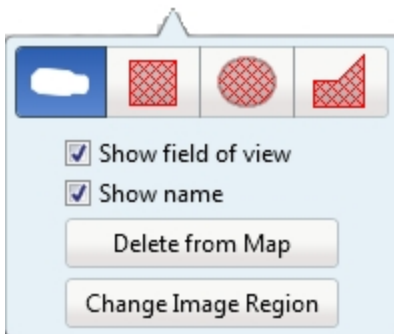 Show field of view
Show name
Delete from Map
Change Image Region